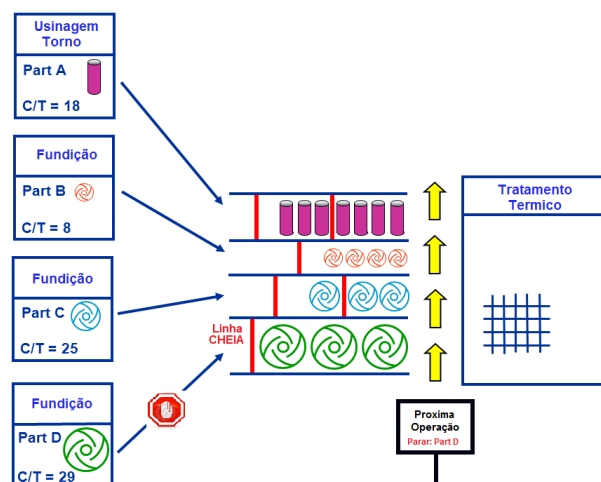 Usinagem
Torno
Part A
C/T = 18
Fundição
Part B
C/T = 8
Fundição
Part C
C/T = 25
Fundição
Part D
C/T = 29
Linha
CHEIA
Tratamento
Termico
Proxima
Operação
Parar: Part D